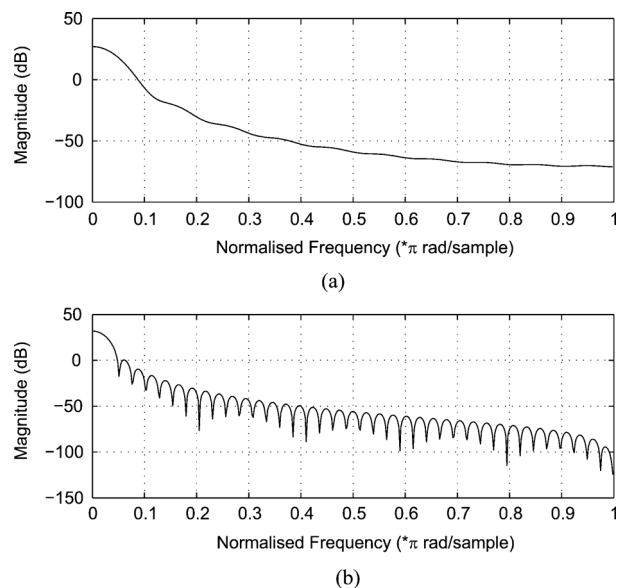 50
0
−50
−100
Magnitude (dB)
0 0.1 0.2 0.3 0.4 0.5 0.6 0.7 0.8 0.9 1
Normalised Frequency (*π rad/sample)
(a)
50
0
−50
−100
−150
Magnitude (dB)
0 0.1 0.2 0.3 0.4 0.5 0.6 0.7 0.8 0.9 1
Normalised Frequency (*π rad/sample)
(b)